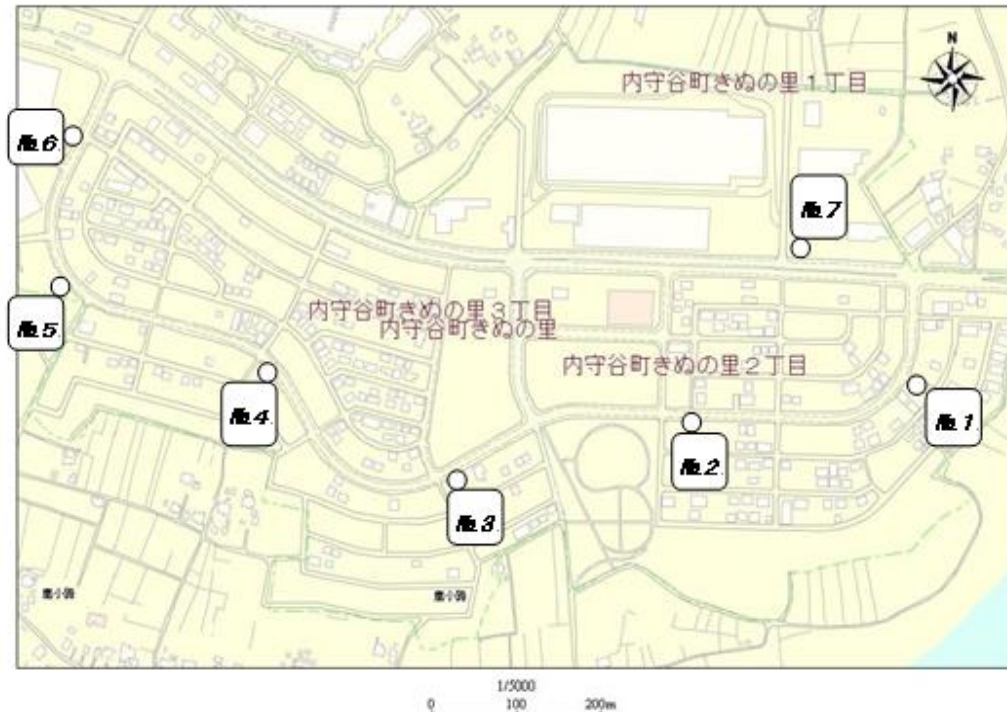 内守谷町きぬの里1丁目
N
№6
№7
内守谷町きぬの里3丁目
内守谷町きぬの里
№5
内守谷町きぬの里2丁目
№4
№1
№2
№3
1/5000
0 100 200m